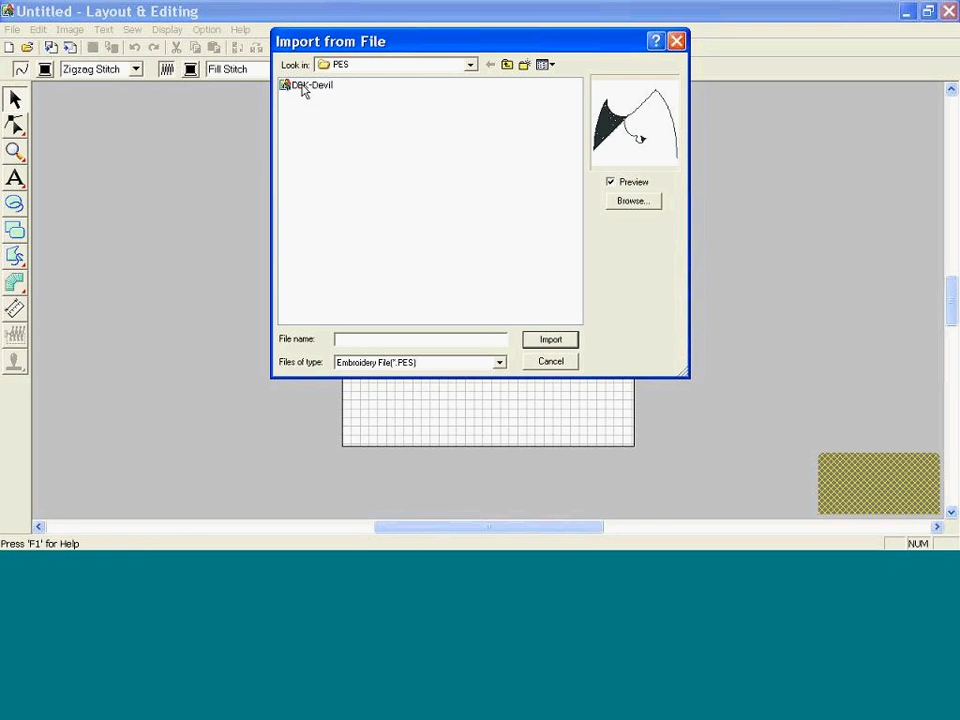 Untitled - Layout & Editing
File Edit Image Text Sew Display Option Help
Zigzag Stitch
Fill Stitch
Import from File
Look in: PES
Preview
Browse...
File name:
Import
Files of type: Embroidery File(*.PES)
Cancel
Press 'F1' for Help
NUM